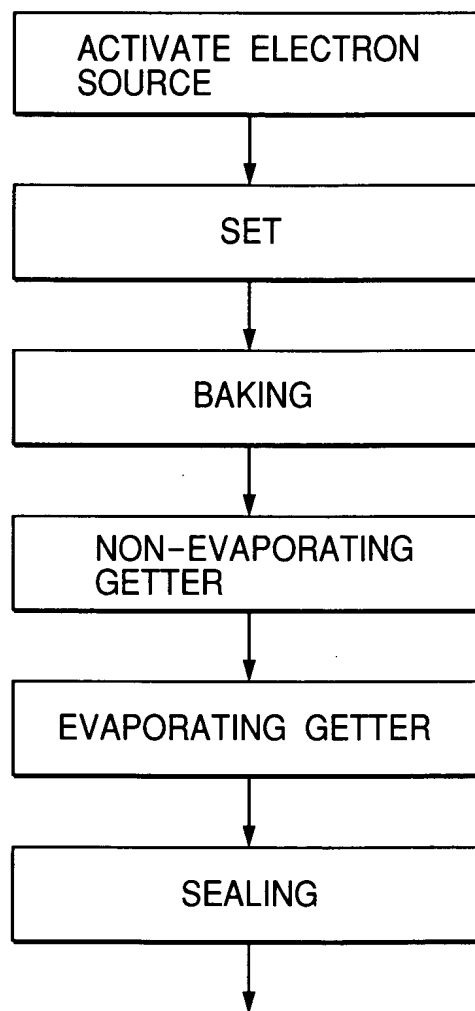 ACTIVATE ELECTRON
SOURCE
SET
BAKING
NON-EVAPORATING
GETTER
EVAPORATING GETTER
SEALING